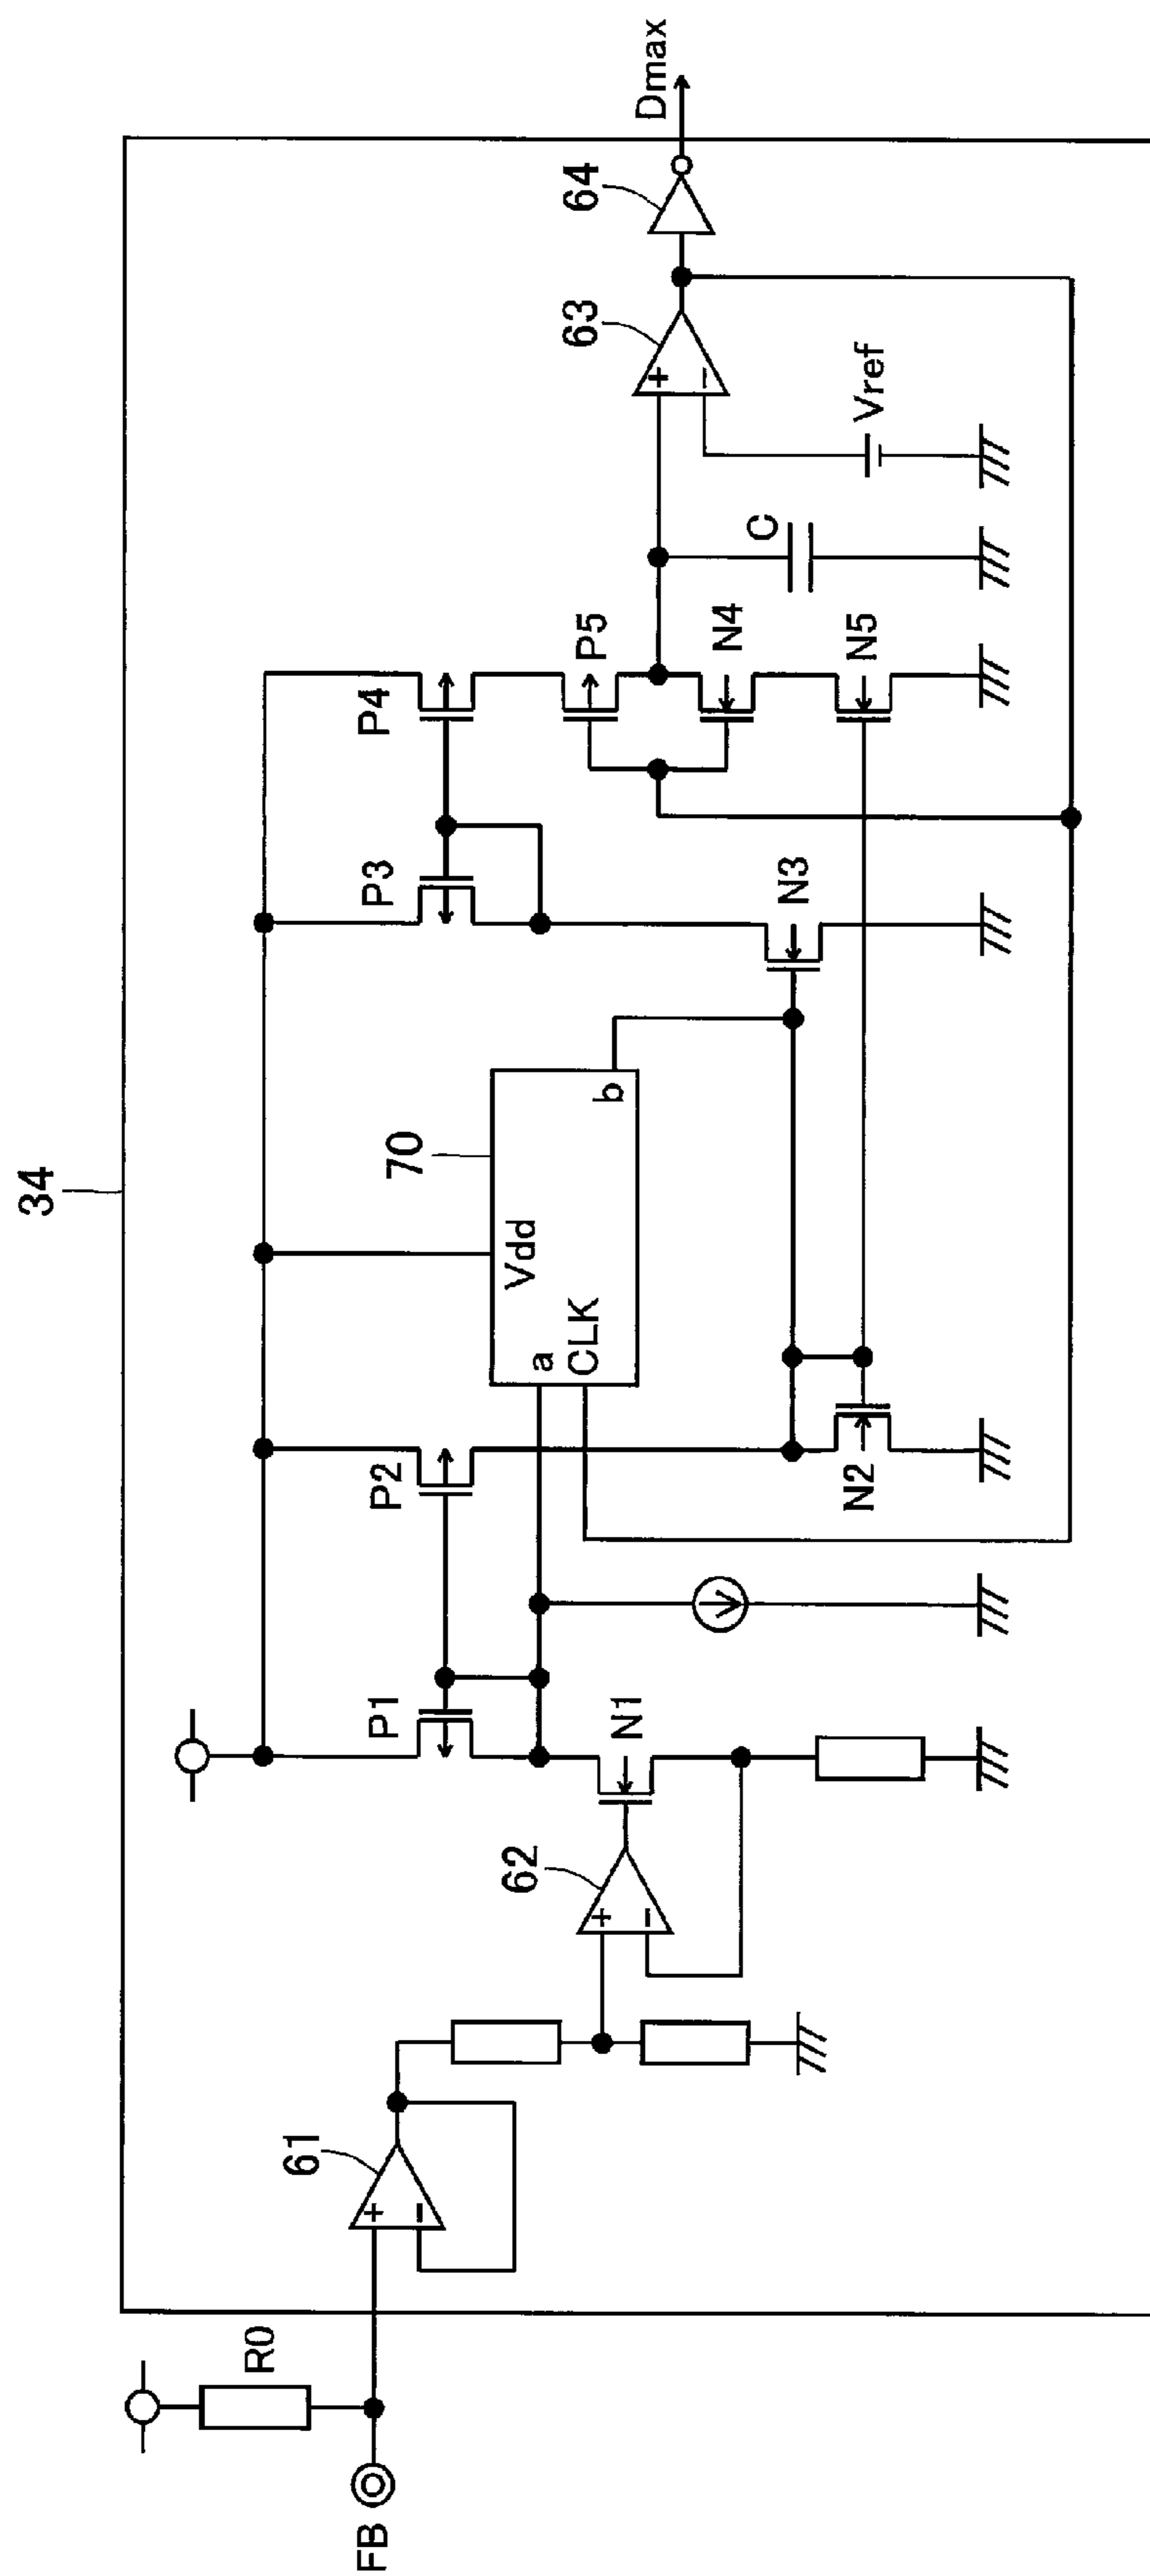 34
FB
R0
61
+
−
62
+
−
P1
N1
P2
N2
70
Vdd
a
CLK
b
P3
N3
P4
P5
N4
N5
C
Vref
63
+
−
64
Dmax